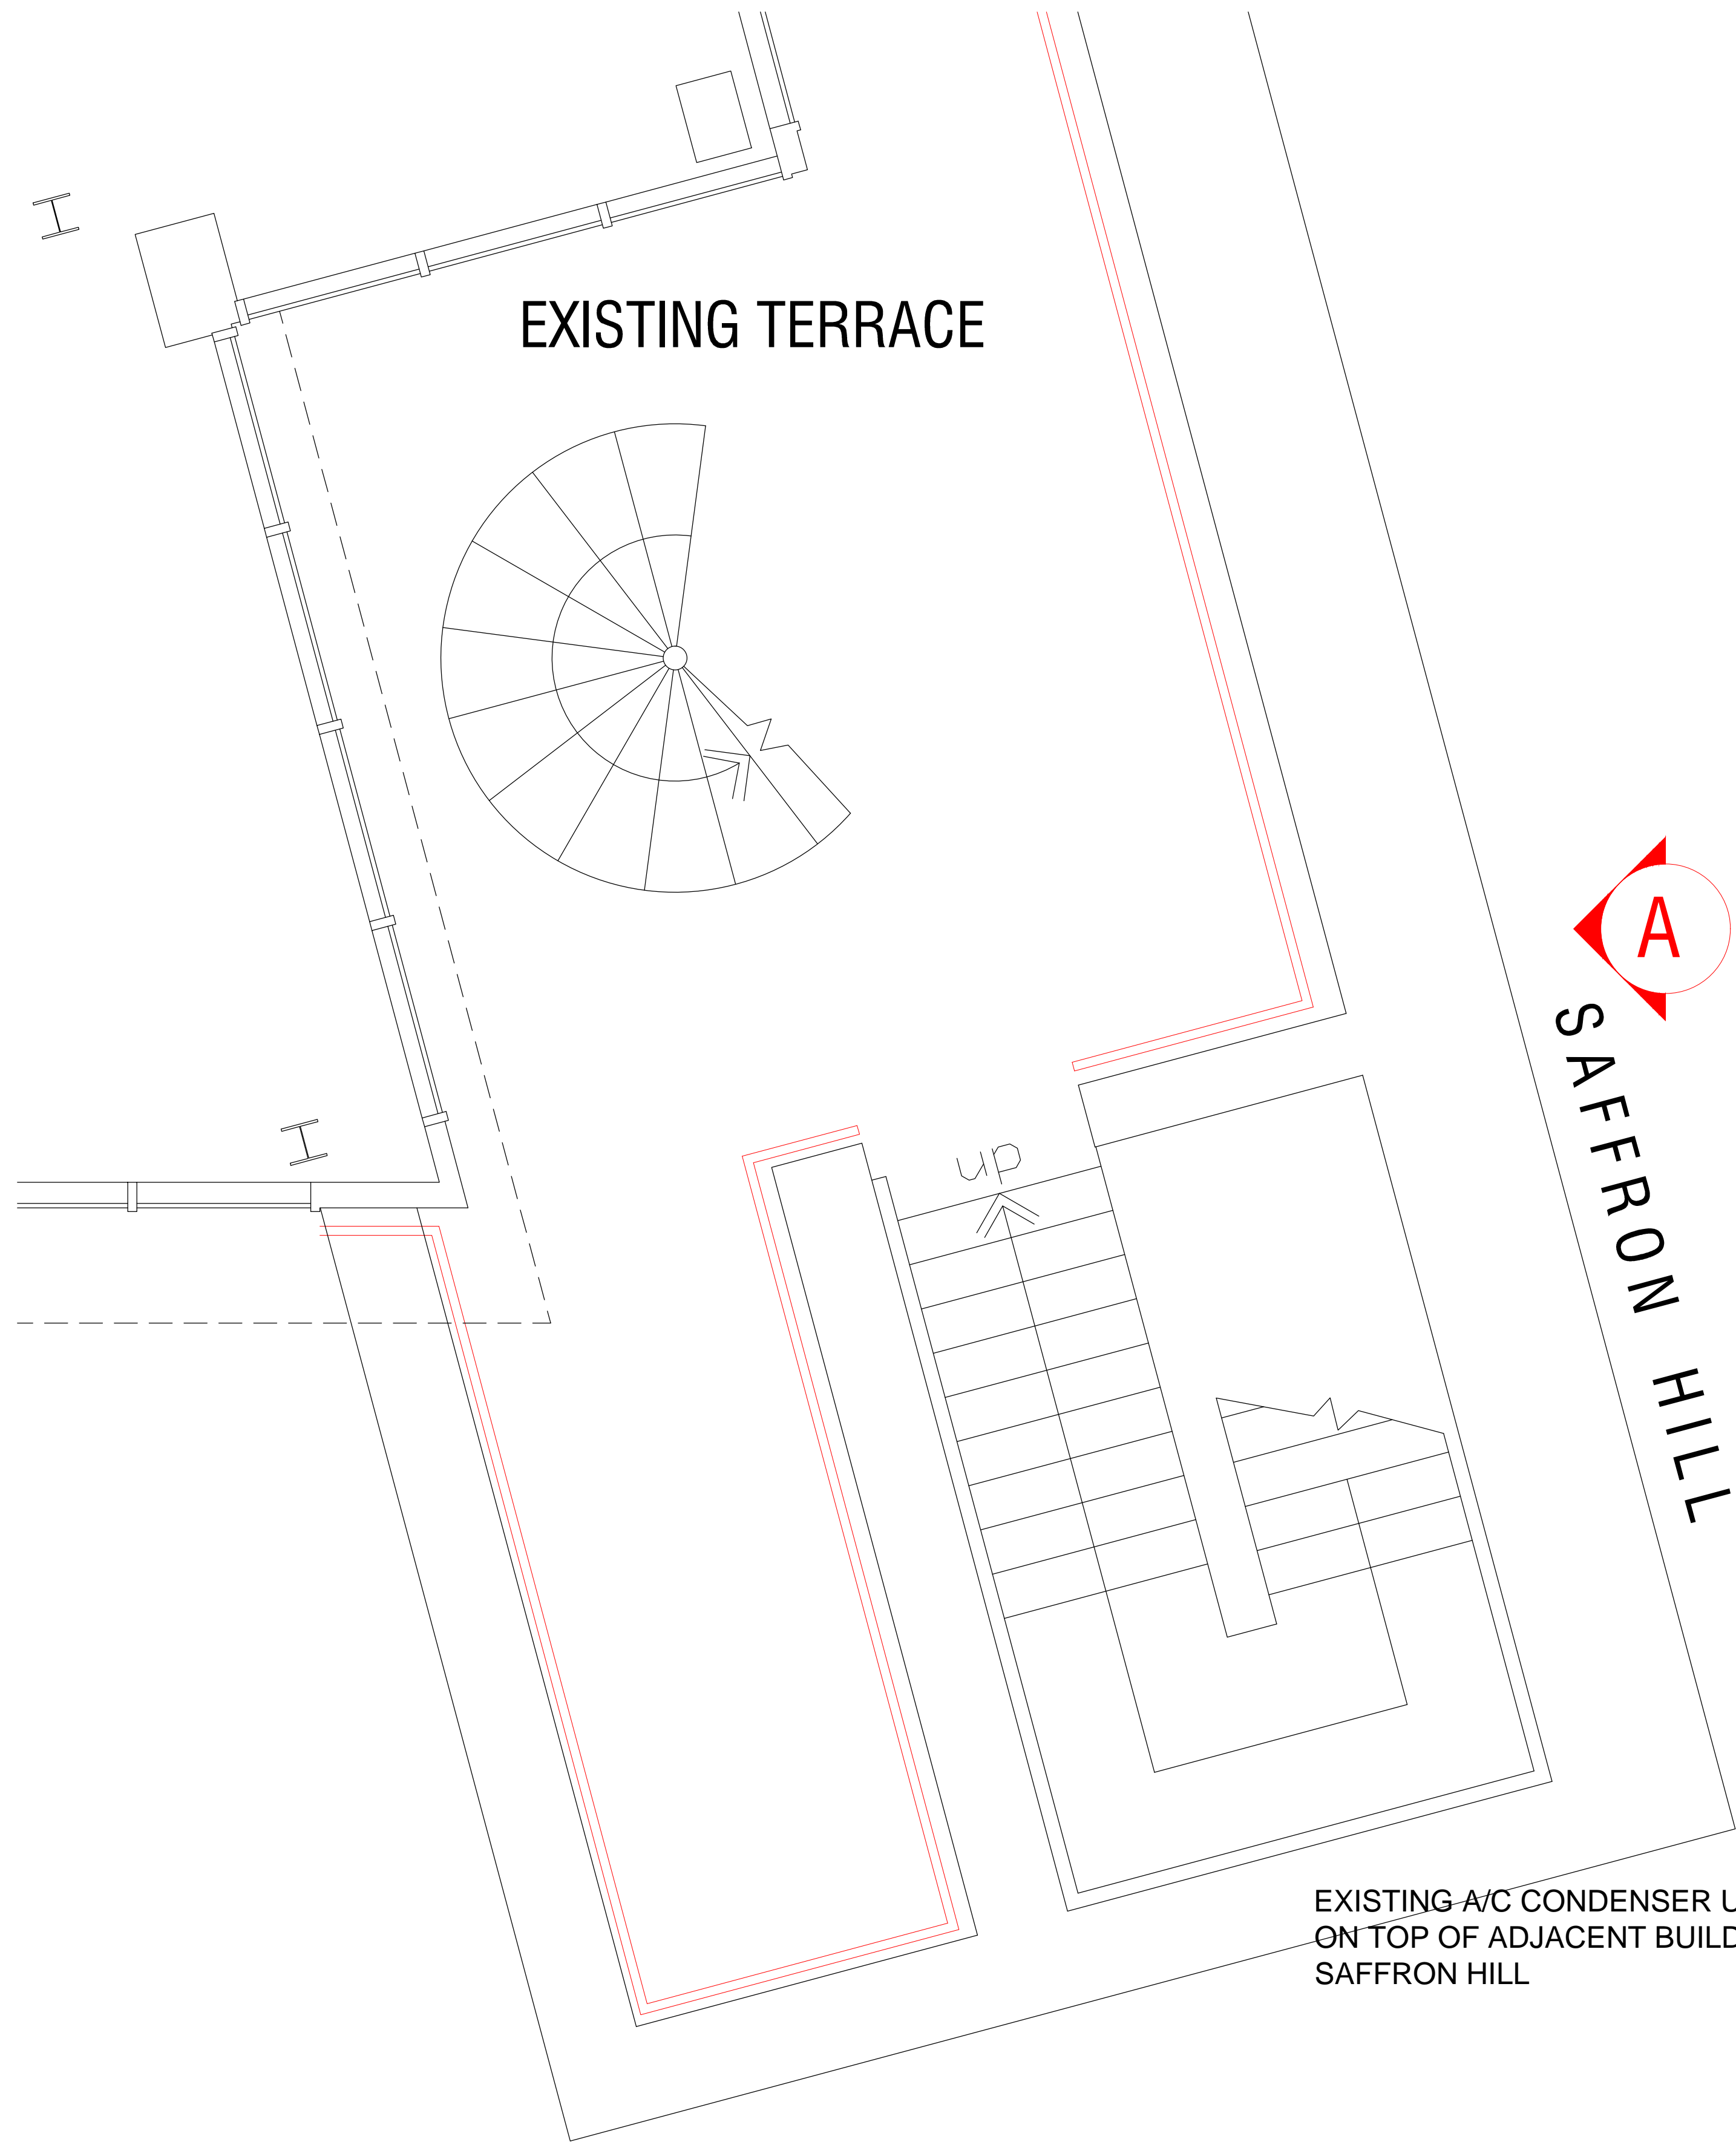 EXISTING TERRACE
A
SAFFRON HILL
UP
EXISTING A/C CONDENSER
ON TOP OF ADJACENT
SAFFRON HILL